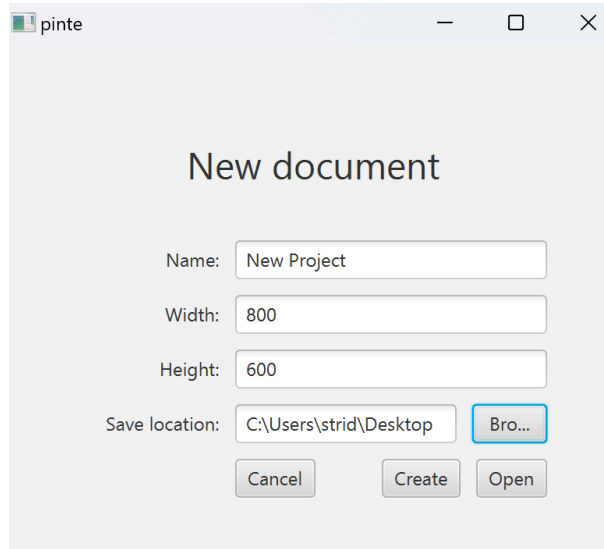 pinte
New document
Name: New Project
Width: 800
Height: 600
Save location: C:\Users\strid\Desktop Bro...
Cancel Create Open